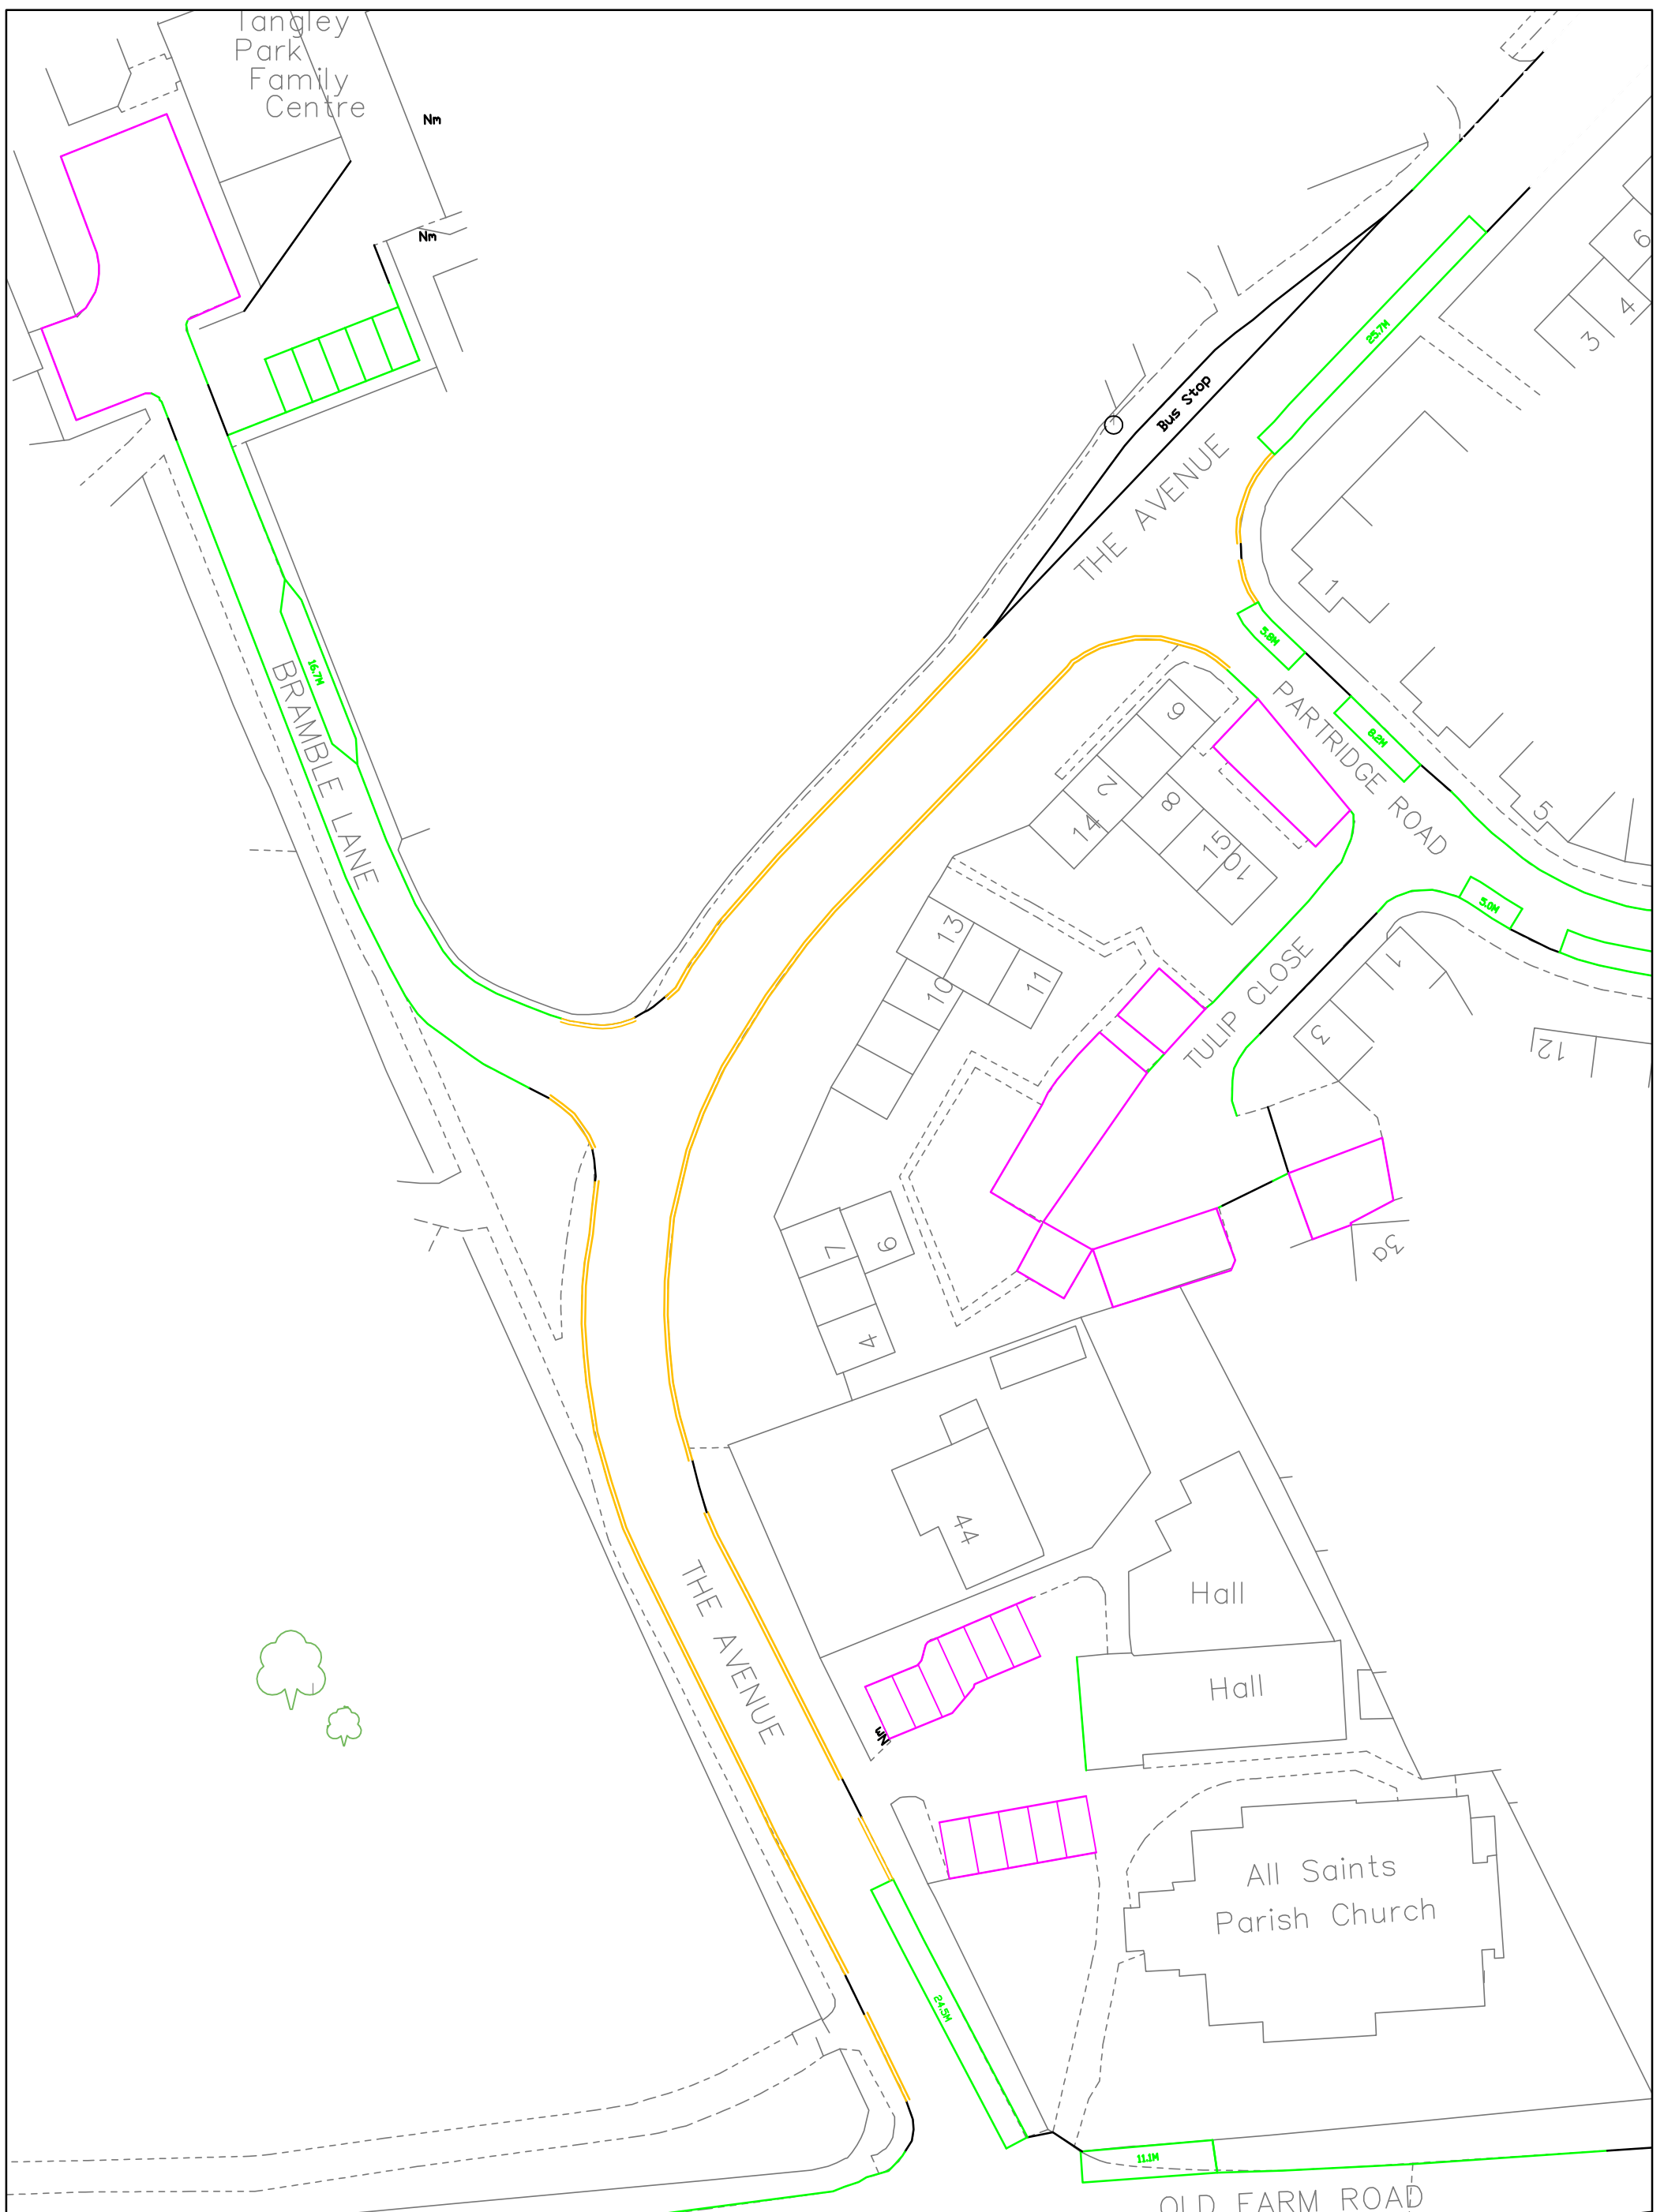 Tangley
Park
Family
Centre
Nm
Nm
6
4
3
25.7M
Bus Stop
THE AVENUE
1
5.8M
16.7M
BRAMBLE LANE
PARTRIDGE ROAD
9
8.2M
2
8
14
15
10
5
5.0M
13
11
10
TULIP CLOSE
1
3
12
7
6
3a
4
44
THE AVENUE
Hall
Hall
Nm
All Saints
Parish Church
24.5M
11.1M
OLD FARM ROAD